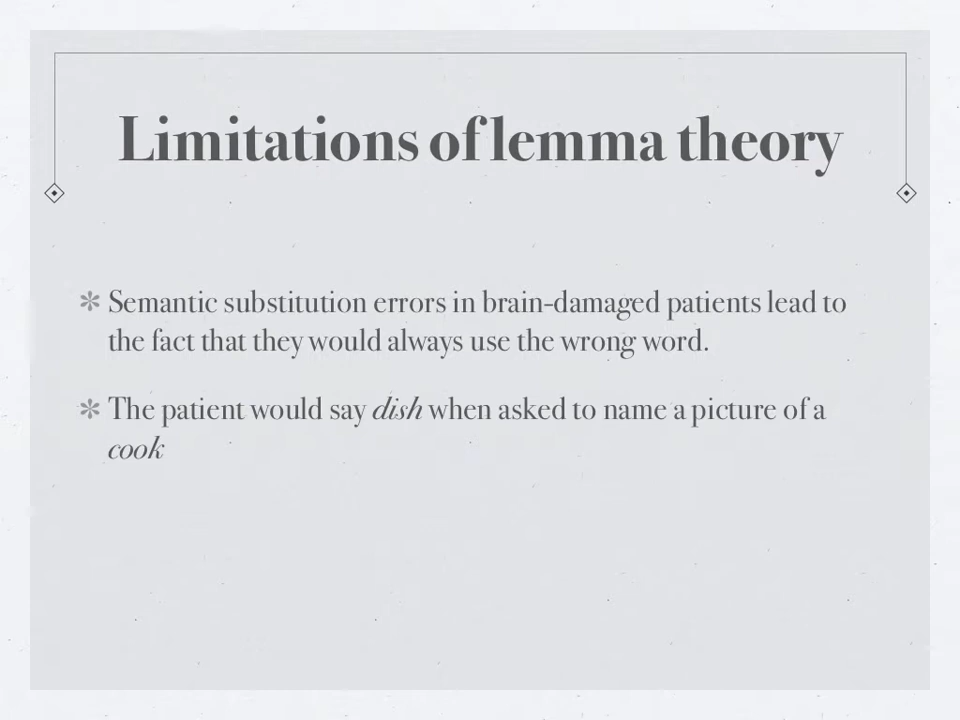 Limitations of lemma theory
Semantic substitution errors in brain-damaged patients lead to
the fact that they would always use the wrong word.
The patient would say dish when asked to name a picture of a
cook